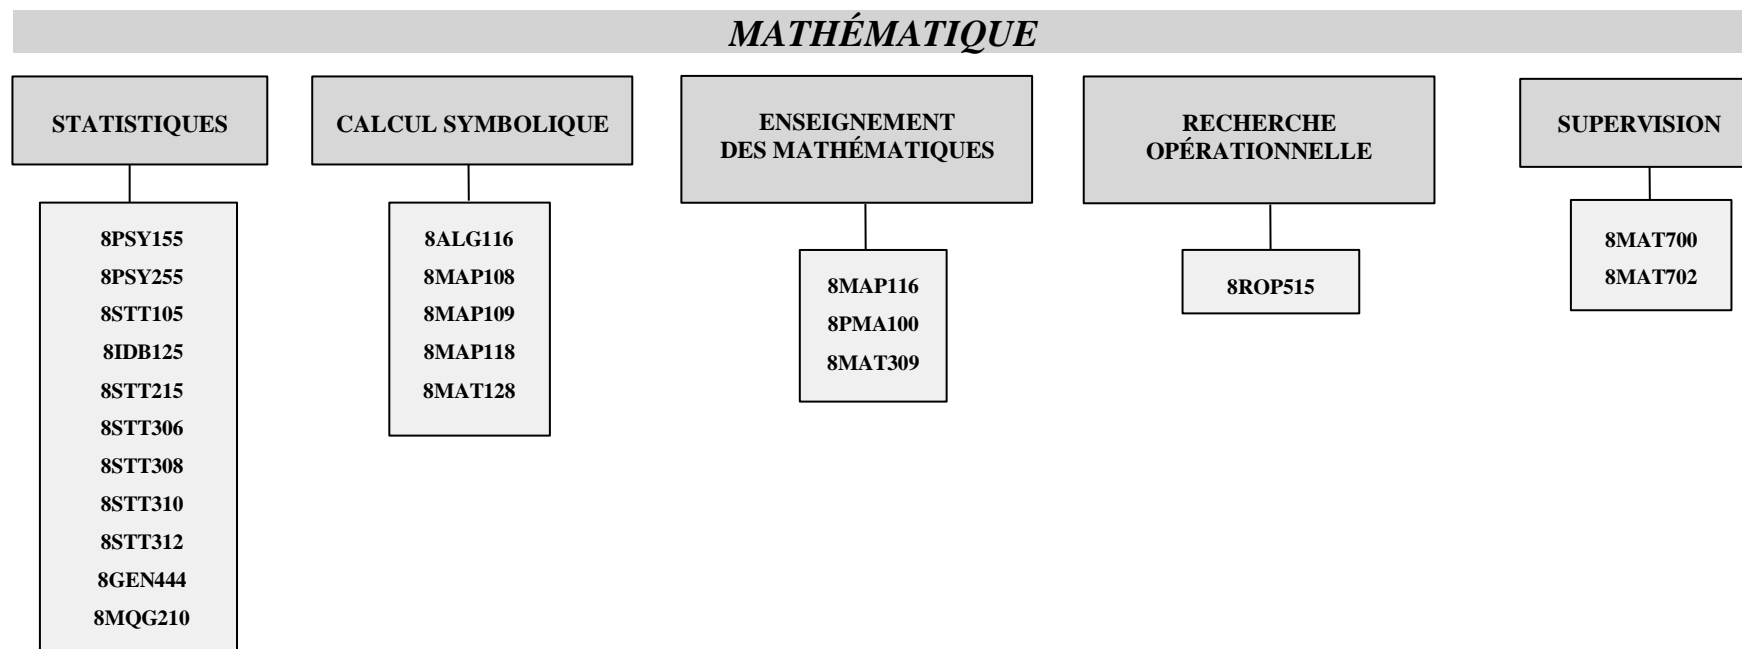 MATHÉMATIQUE
STATISTIQUES
8PSY155
8PSY255
8STT105
8IDB125
8STT215
8STT306
8STT308
8STT310
8STT312
8GEN444
8MQG210
CALCUL SYMBOLIQUE
8ALG116
8MAP108
8MAP109
8MAP118
8MAT128
ENSEIGNEMENT
DES MATHÉMATIQUES
8MAP116
8PMA100
8MAT309
RECHERCHE
OPÉRATIONNELLE
8ROP515
SUPERVISION
8MAT700
8MAT702